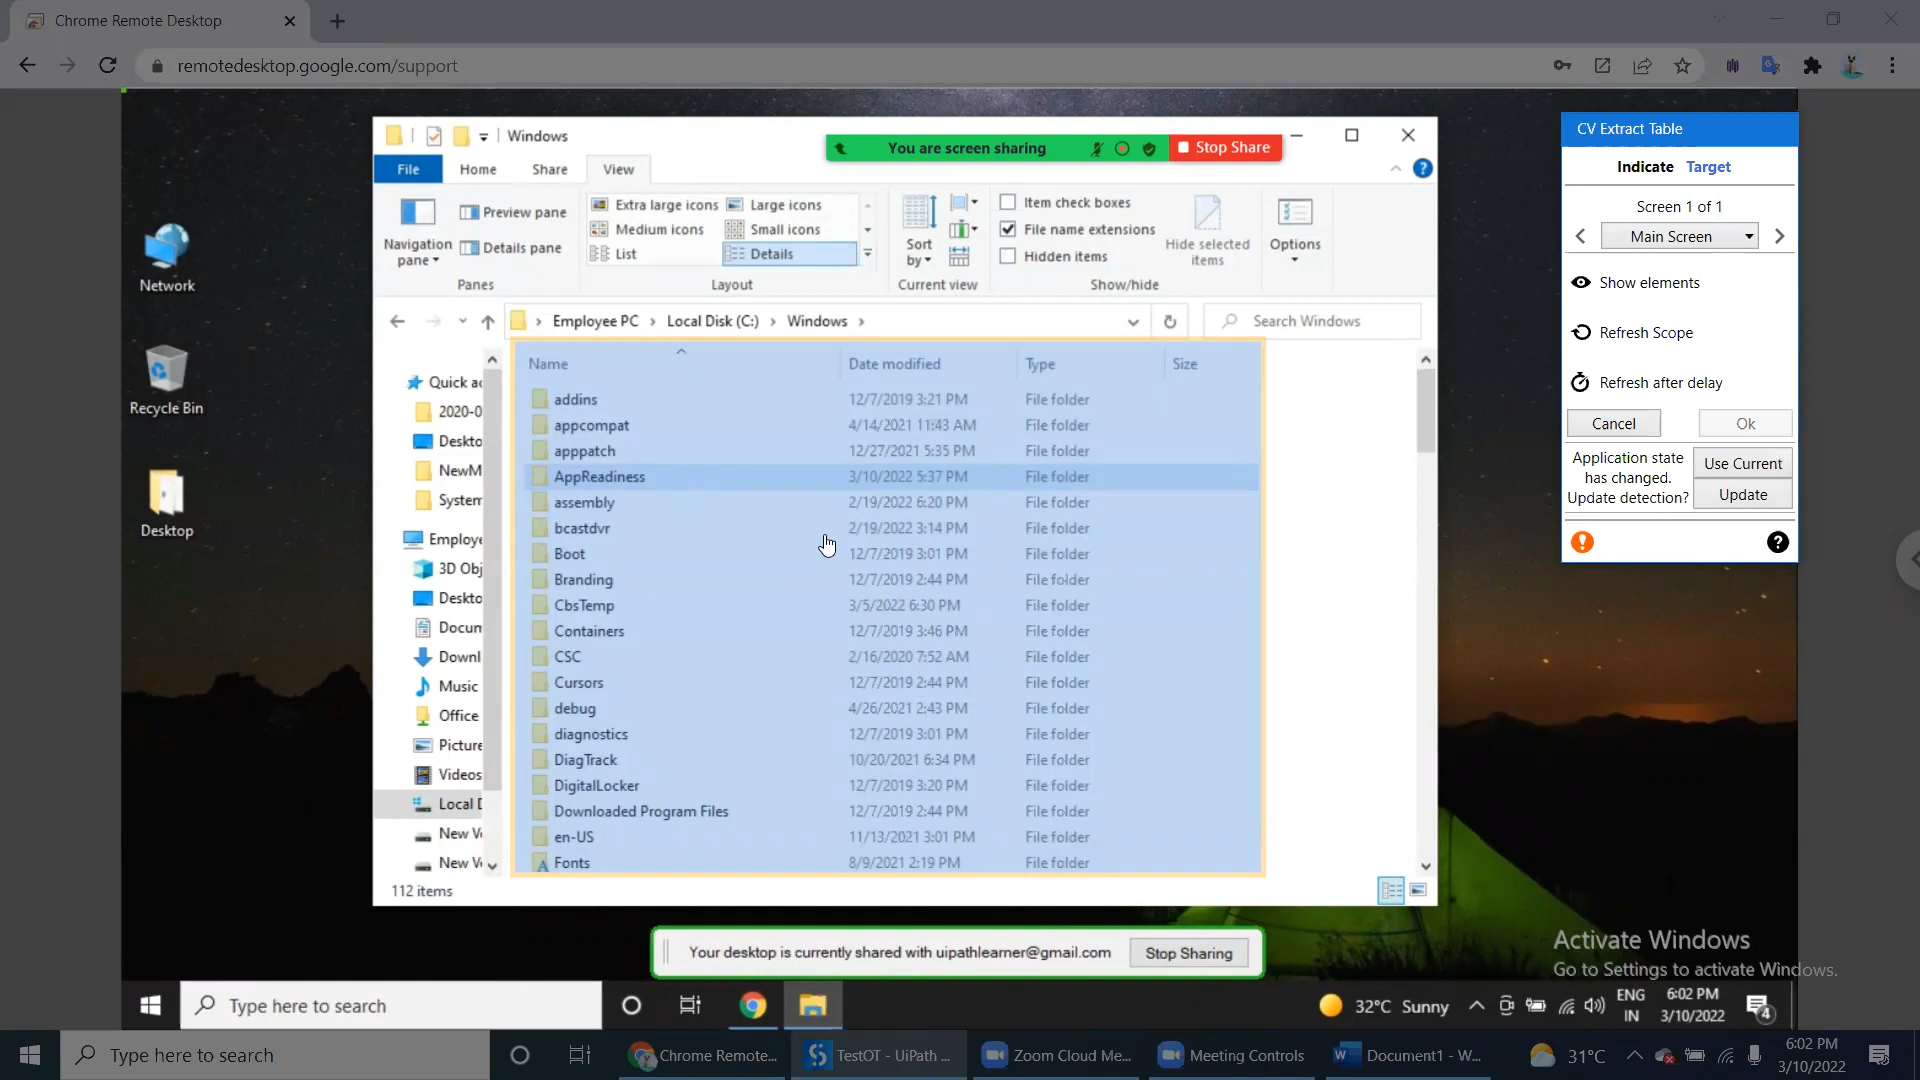 Chrome Remote Desktop
remotedesktop.google.com/support
Windows
You are screen sharing
Stop Share
File
Home
Share
View
Navigation pane
Preview pane
Details pane
Panes
Extra large icons
Large icons
Medium icons
Small icons
List
Details
Layout
Sort by
Current view
Item check boxes
File name extensions
Hidden items
Hide selected items
Show/hide
Options
Employee PC
Local Disk (C:)
Windows
Search Windows
Network
Recycle Bin
Desktop
Quick a
2020-0
Deskto
NewM
System
Employe
3D Obj
Deskto
Docum
Downl
Music
Office
Picture
Videos
Local
New V
New V
Name Date modified Type Size
addins 12/7/2019 3:21 PM File folder
appcompat 4/14/2021 11:43 AM File folder
apppatch 12/27/2021 5:35 PM File folder
AppReadiness 3/10/2022 5:37 PM File folder
assembly 2/19/2022 6:20 PM File folder
bcastdvr 2/19/2022 3:14 PM File folder
Boot 12/7/2019 3:01 PM File folder
Branding 12/7/2019 2:44 PM File folder
CbsTemp 3/5/2022 6:30 PM File folder
Containers 12/7/2019 3:46 PM File folder
CSC 2/16/2020 7:52 AM File folder
Cursors 12/7/2019 2:44 PM File folder
debug 4/26/2021 2:43 PM File folder
diagnostics 12/7/2019 3:01 PM File folder
DiagTrack 10/20/2021 6:34 PM File folder
DigitalLocker 12/7/2019 3:20 PM File folder
Downloaded Program Files 12/7/2019 2:44 PM File folder
en-US 11/13/2021 3:01 PM File folder
Fonts 8/9/2021 2:19 PM File folder
112 items
CV Extract Table
Indicate Target
Screen 1 of 1
Main Screen
Show elements
Refresh Scope
Refresh after delay
Cancel
Ok
Application state
has changed.
Update detection?
Use Current
Update
Your desktop is currently shared with uipathlearner@gmail.com
Stop Sharing
Activate Windows
Go to Settings to activate Windows.
Type here to search
32°C Sunny
ENG
IN
6:02 PM
3/10/2022
4
Type here to search
Chrome Remote...
TestOT - UiPath ...
Zoom Cloud Me...
Meeting Controls
Document1 - W...
31°C
6:02 PM
3/10/2022